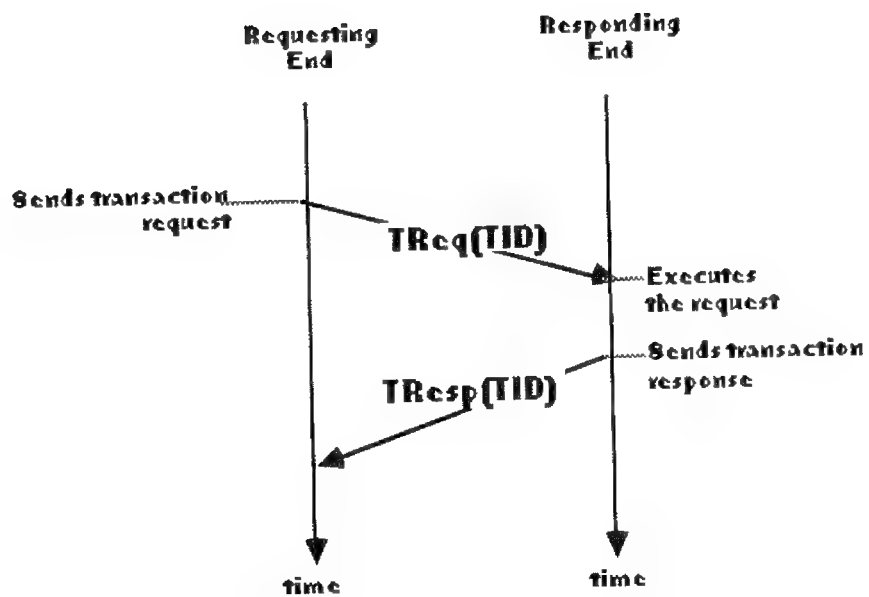 Requesting
End
Responding
End
Sends transaction
request
TReq(TID)
Executes
the request
Sends transaction
response
TResp(TID)
time
time